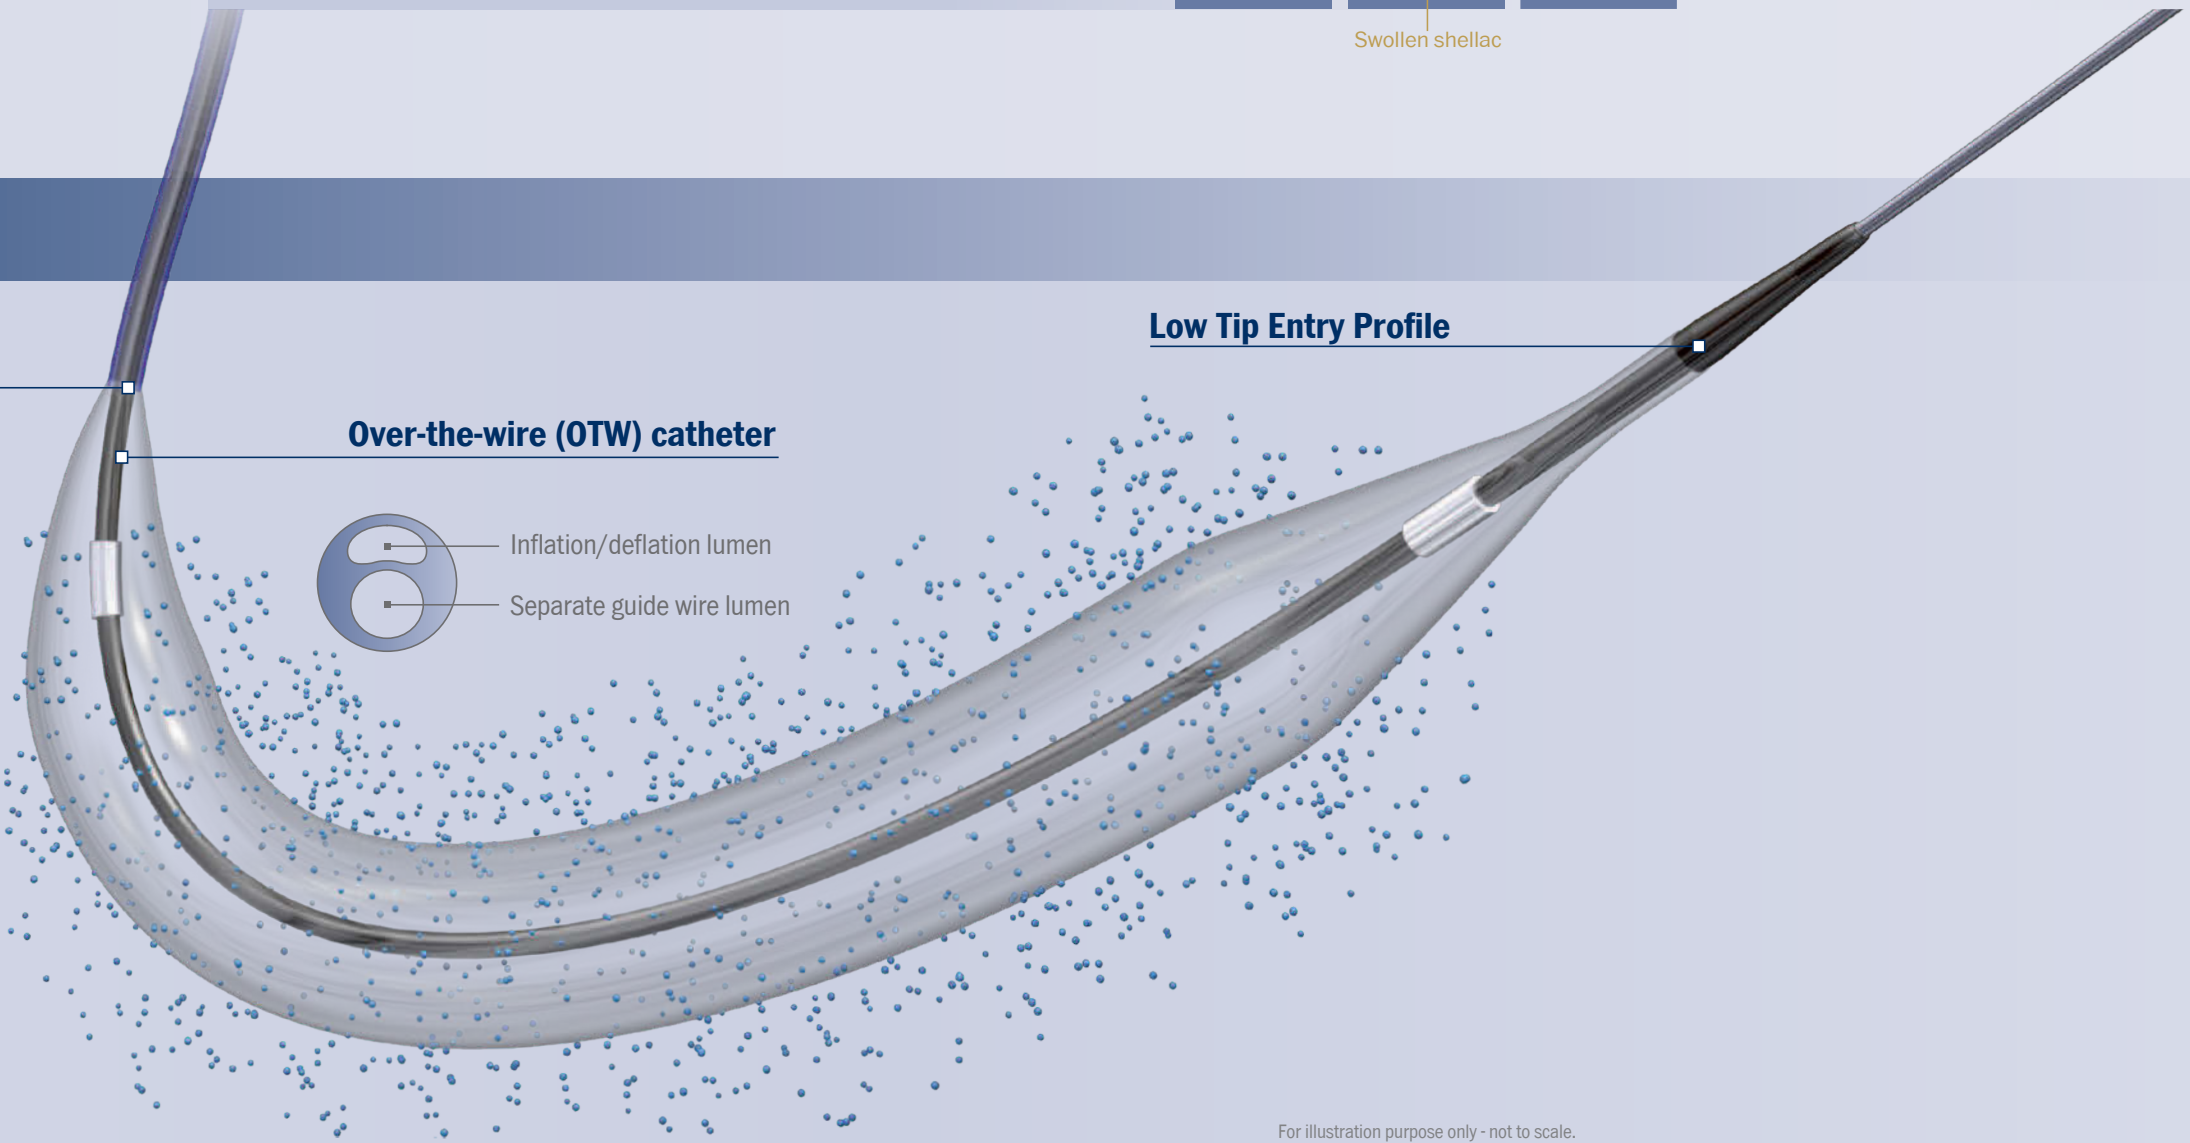 Swollen shellac
Low Tip Entry Profile
Over-the-wire (OTW) catheter
Inflation/deflation lumen
Separate guide wire lumen
For illustration purpose only - not to scale.